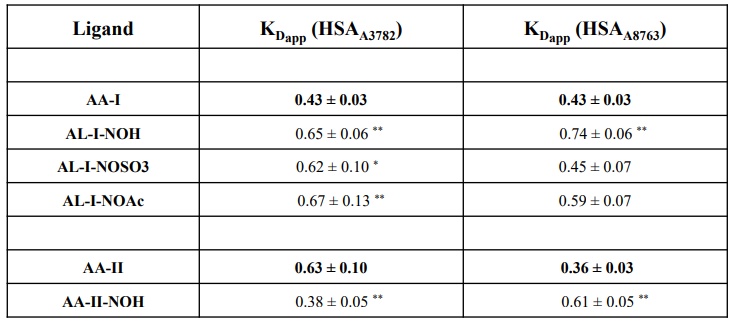 Ligand KDapp (HSAA3782) KDapp (HSAA8763)
AA-I 0.43 ± 0.03 0.43 ± 0.03
AL-I-NOH 0.65 ± 0.06 ** 0.74 ± 0.06 **
AL-I-NOSO3 0.62 ± 0.10 * 0.45 ± 0.07
AL-I-NOAc 0.67 ± 0.13 ** 0.59 ± 0.07
AA-II 0.63 ± 0.10 0.36 ± 0.03
AA-II-NOH 0.38 ± 0.05 ** 0.61 ± 0.05 **